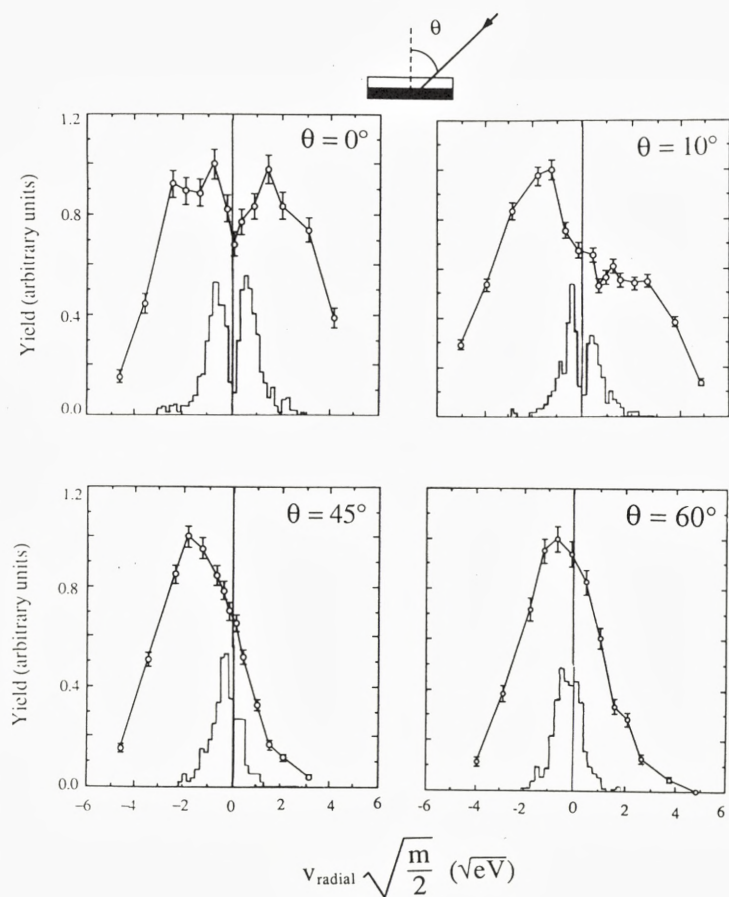 θ
θ = 0°
θ = 10°
1.2
0.8
0.4
0.0
Yield (arbitrary units)
θ = 45°
θ = 60°
1.2
0.8
0.4
0.0
Yield (arbitrary units)
−6 −4 −2 0 2 4 6
−6 −4 −2 0 2 4 6
v_radial √(m/2) (√eV)